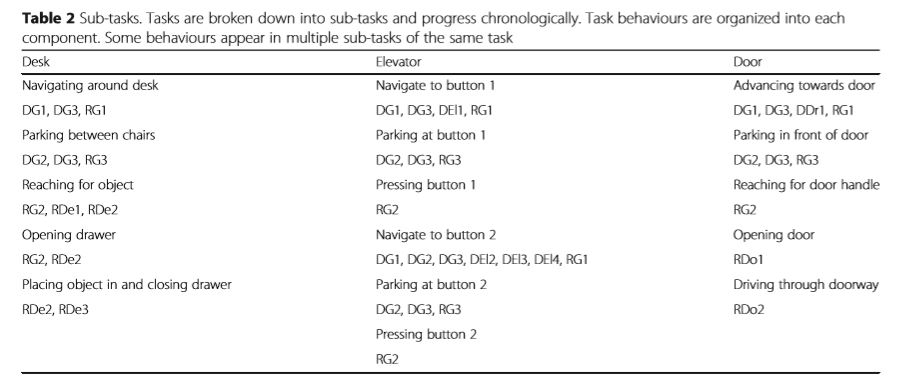 Table 2 Sub-tasks. Tasks are broken down into sub-tasks and progress chronologically. Task behaviours are organized into each
component. Some behaviours appear in multiple sub-tasks of the same task
Desk Elevator Door
Navigating around desk Navigate to button 1 Advancing towards door
DG1, DG3, RG1 DG1, DG3, DEl1, RG1 DG1, DG3, DDr1, RG1
Parking between chairs Parking at button 1 Parking in front of door
DG2, DG3, RG3 DG2, DG3, RG3 DG2, DG3, RG3
Reaching for object Pressing button 1 Reaching for door handle
RG2, RDe1, RDe2 RG2 RG2
Opening drawer Navigate to button 2 Opening door
RG2, RDe2 DG1, DG2, DG3, DEl2, DEl3, DEl4, RG1 RDo1
Placing object in and closing drawer Parking at button 2 Driving through doorway
RDe2, RDe3 DG2, DG3, RG3 RDo2
Pressing button 2
RG2